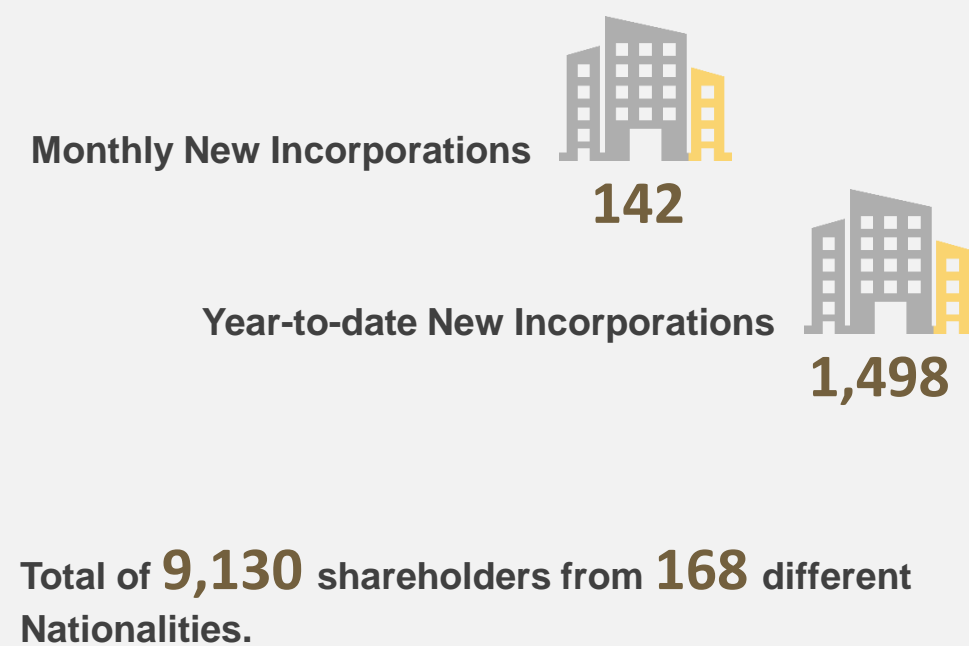 Monthly New Incorporations
142
Year-to-date New Incorporations
1,498
Total of 9,130 shareholders from 168 different
Nationalities.